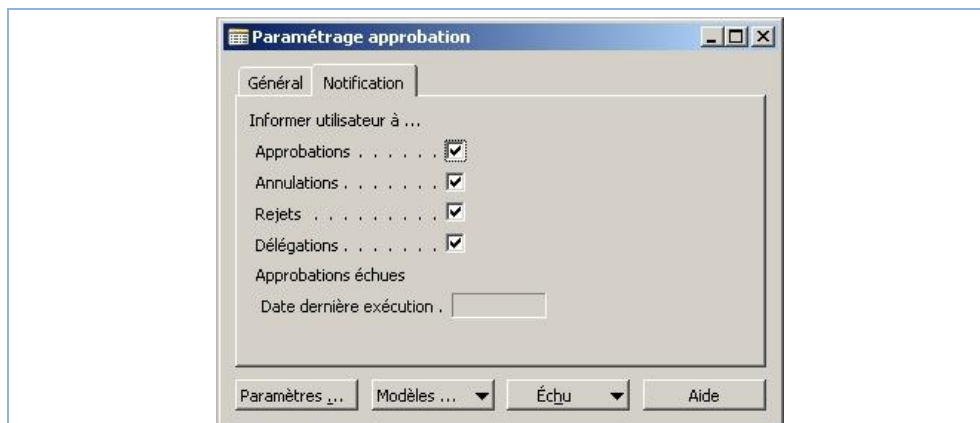 Paramétrage approbation
Général Notification
Informer utilisateur à ...
Approbations . . . . . .
Annulations . . . . . . .
Rejets . . . . . . . . .
Délégations . . . . . . .
Approbations échues
Date dernière exécution .
Paramètres ... Modèles ... Échu Aide